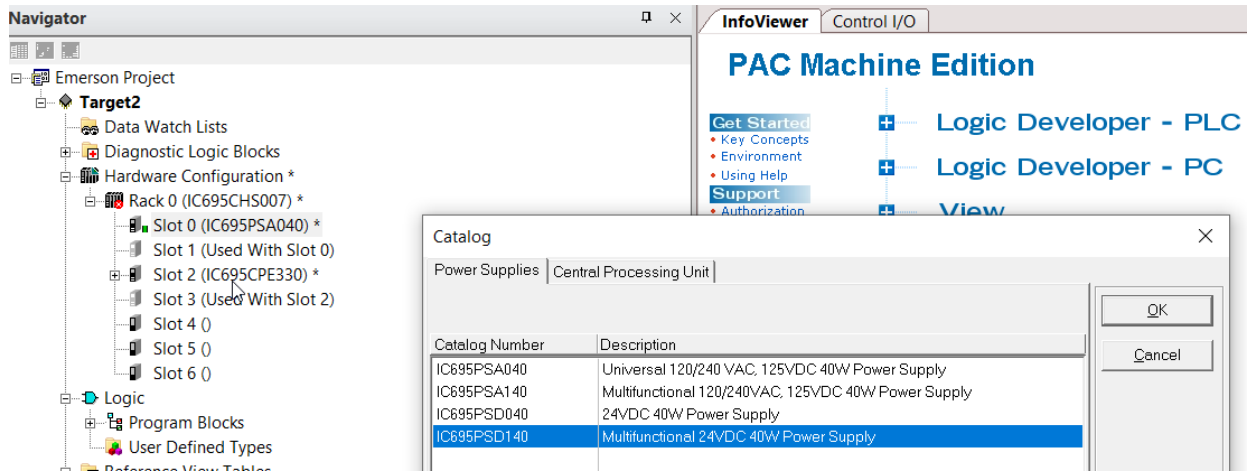 Navigator
Emerson Project
Target2
Data Watch Lists
Diagnostic Logic Blocks
Hardware Configuration *
Rack 0 (IC695CHS007) *
Slot 0 (IC695PSA040) *
Slot 1 (Used With Slot 0)
Slot 2 (IC695CPE330) *
Slot 3 (Used With Slot 2)
Slot 4 ()
Slot 5 ()
Slot 6 ()
Logic
Program Blocks
User Defined Types
Reference View Tables
InfoViewer Control I/O
PAC Machine Edition
Get Started
Key Concepts
Environment
Using Help
Support
Authorization
Logic Developer - PLC
Logic Developer - PC
View
Catalog
Power Supplies Central Processing Unit
Catalog Number Description
IC695PSA040 Universal 120/240 VAC, 125VDC 40W Power Supply
IC695PSA140 Multifunctional 120/240VAC, 125VDC 40W Power Supply
IC695PSD040 24VDC 40W Power Supply
IC695PSD140 Multifunctional 24VDC 40W Power Supply
OK
Cancel